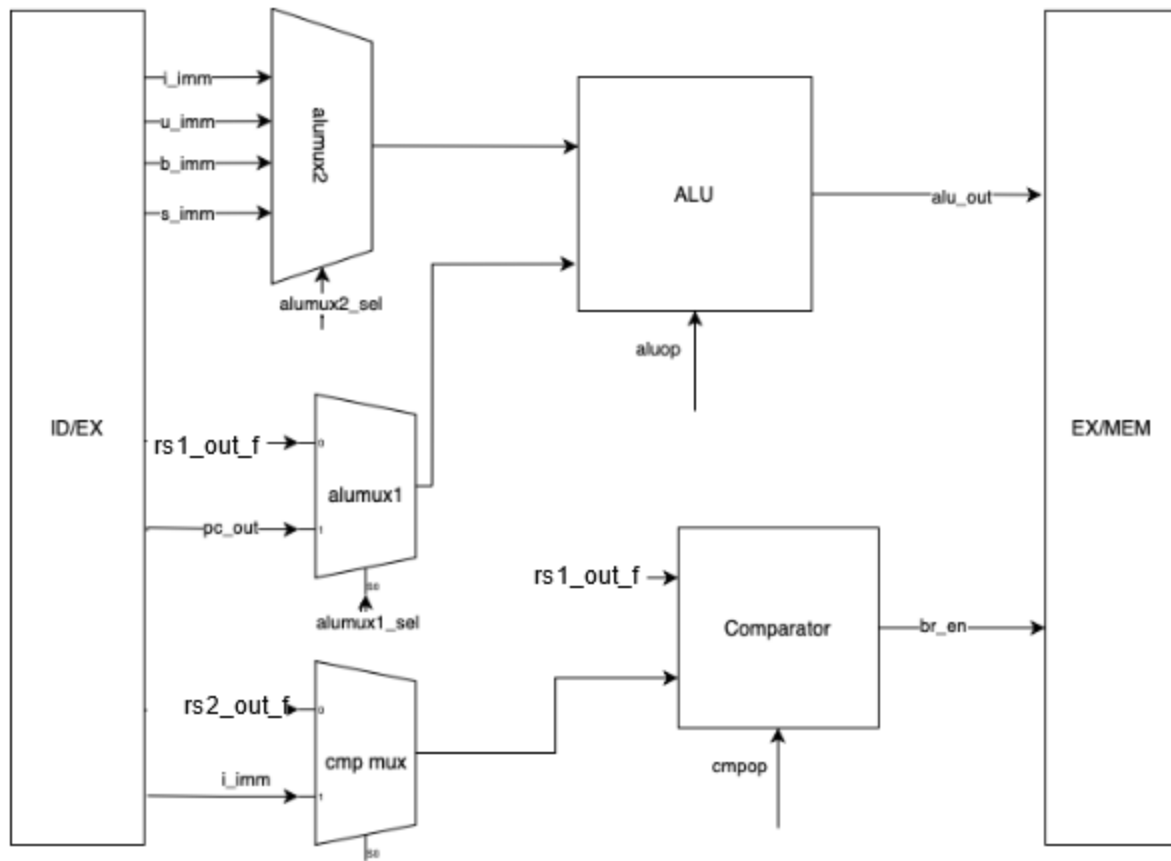 i_imm
u_imm
b_imm
s_imm
alumux2
alumux2_sel
ALU
aluop
alu_out
ID/EX
EX/MEM
rs1_out_f
0
alumux1
pc_out
1
alumux1_sel
rs1_out_f
Comparator
br_en
cmpop
rs2_out_f
0
cmp mux
i_imm
1